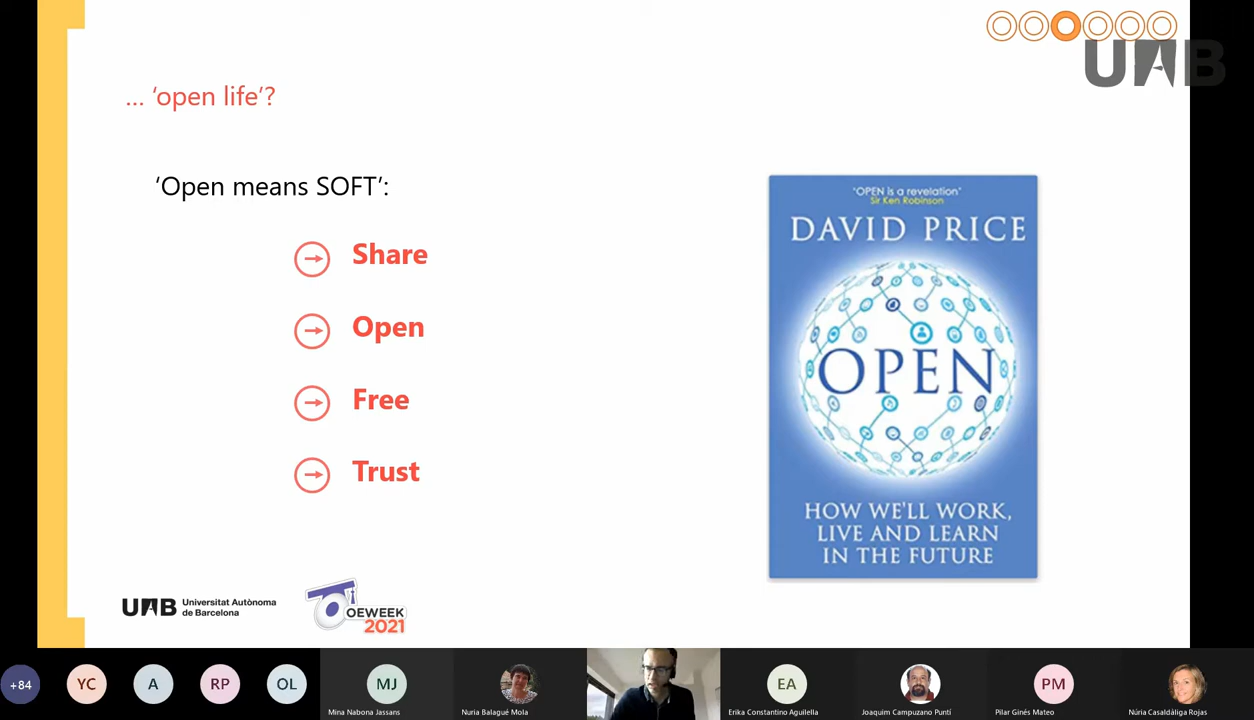 UAB
... ‘open life’?
‘Open means SOFT’:
Share
Open
Free
Trust
‘OPEN is a revelation’
Sir Ken Robinson
DAVID PRICE
OPEN
HOW WE'LL WORK,
LIVE AND LEARN
IN THE FUTURE
UAB Universitat Autònoma
de Barcelona
OEWEEK
2021
+84
YC
A
RP
OL
MJ
Mina Nabona Jassans
Nuria Balagué Mola
EA
Erika Constantino Aguilella
Joaquim Campuzano Puntí
PM
Pilar Ginés Mateo
Núria Casaldàliga Rojas